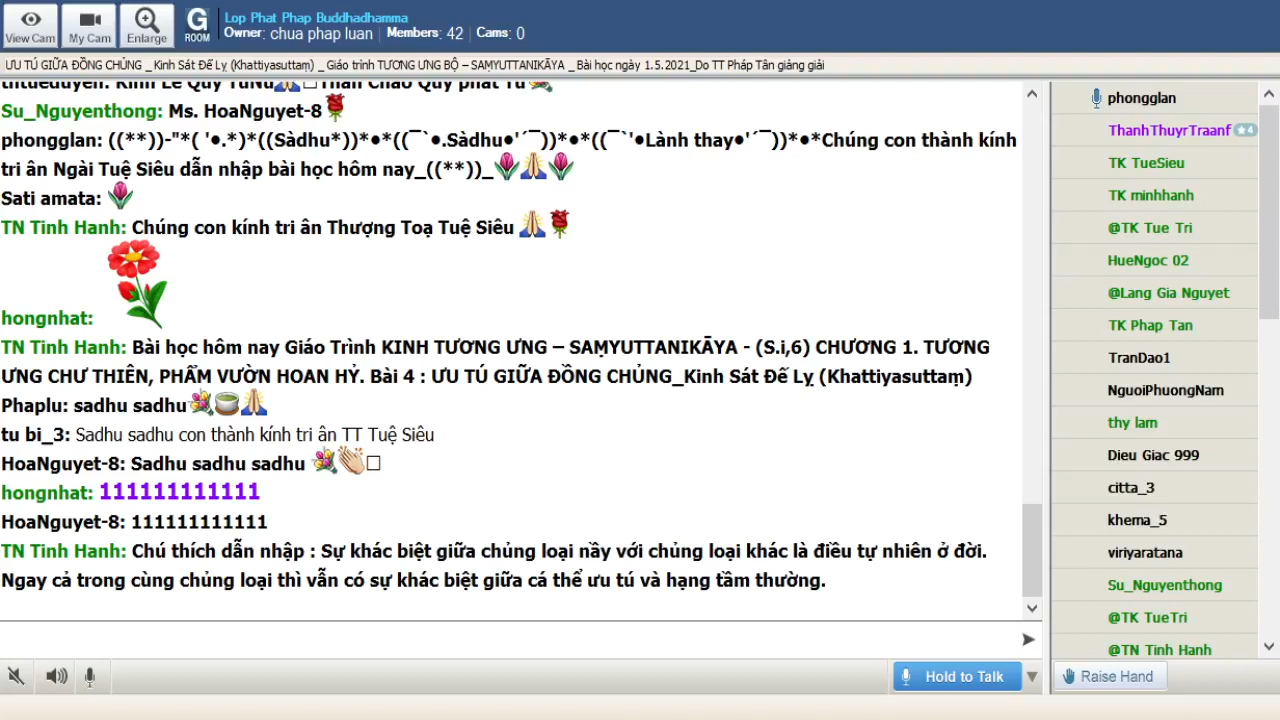 View Cam
My Cam
Enlarge
G
ROOM
Lop Phat Phap Buddhadhamma
Owner: chua phap luan | Members: 42 | Cams: 0
ƯU TÚ GIỮA ĐỒNG CHỦNG _Kinh Sát Đế Lỵ (Khattiyasuttaṃ) _ Giáo trình TƯƠNG ƯNG BỘ – SAṂYUTTANIKĀYA _Bài học ngày 1.5.2021_Do TT Pháp Tân giảng giải
Su_Nguyenthong: Ms. HoaNguyet-8🌹
phongglan: ((**))-"*( '●.*)*((Sàdhu*))*●*((¯`●.Sàdhu●'´¯))*●*((¯`'●Lành thay●'´¯))*●*Chúng con thành kính
tri ân Ngài Tuệ Siêu dẫn nhập bài học hôm nay_((**))_🌷🙏🌷
Sati amata: 🌷
TN Tinh Hanh: Chúng con kính tri ân Thượng Toạ Tuệ Siêu 🙏🌹
hongnhat:
TN Tinh Hanh: Bài học hôm nay Giáo Trình KINH TƯƠNG ƯNG – SAṂYUTTANIKĀYA - (S.i,6) CHƯƠNG 1. TƯƠNG
ƯNG CHƯ THIÊN, PHẨM VƯỜN HOAN HỶ. Bài 4 : ƯU TÚ GIỮA ĐỒNG CHỦNG_Kinh Sát Đế Lỵ (Khattiyasuttaṃ)
Phaplu: sadhu sadhu💐🍵🙏
tu bi_3: Sadhu sadhu con thành kính tri ân TT Tuệ Siêu
HoaNguyet-8: Sadhu sadhu sadhu 💐👏□
hongnhat: 111111111111
HoaNguyet-8: 111111111111
TN Tinh Hanh: Chú thích dẫn nhập : Sự khác biệt giữa chủng loại nầy với chủng loại khác là điều tự nhiên ở đời.
Ngay cả trong cùng chủng loại thì vẫn có sự khác biệt giữa cá thể ưu tú và hạng tầm thường.
Hold to Talk
phongglan
ThanhThuyrTraanf ★4
TK TueSieu
TK minhhanh
@TK Tue Tri
HueNgoc 02
@Lang Gia Nguyet
TK Phap Tan
TranDao1
NguoiPhuongNam
thy lam
Dieu Giac 999
citta_3
khema_5
viriyaratana
Su_Nguyenthong
@TK TueTri
@TN Tinh Hanh
Raise Hand